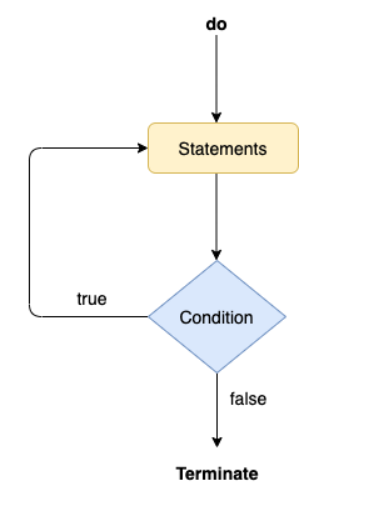 do
Statements
true
Condition
false
Terminate